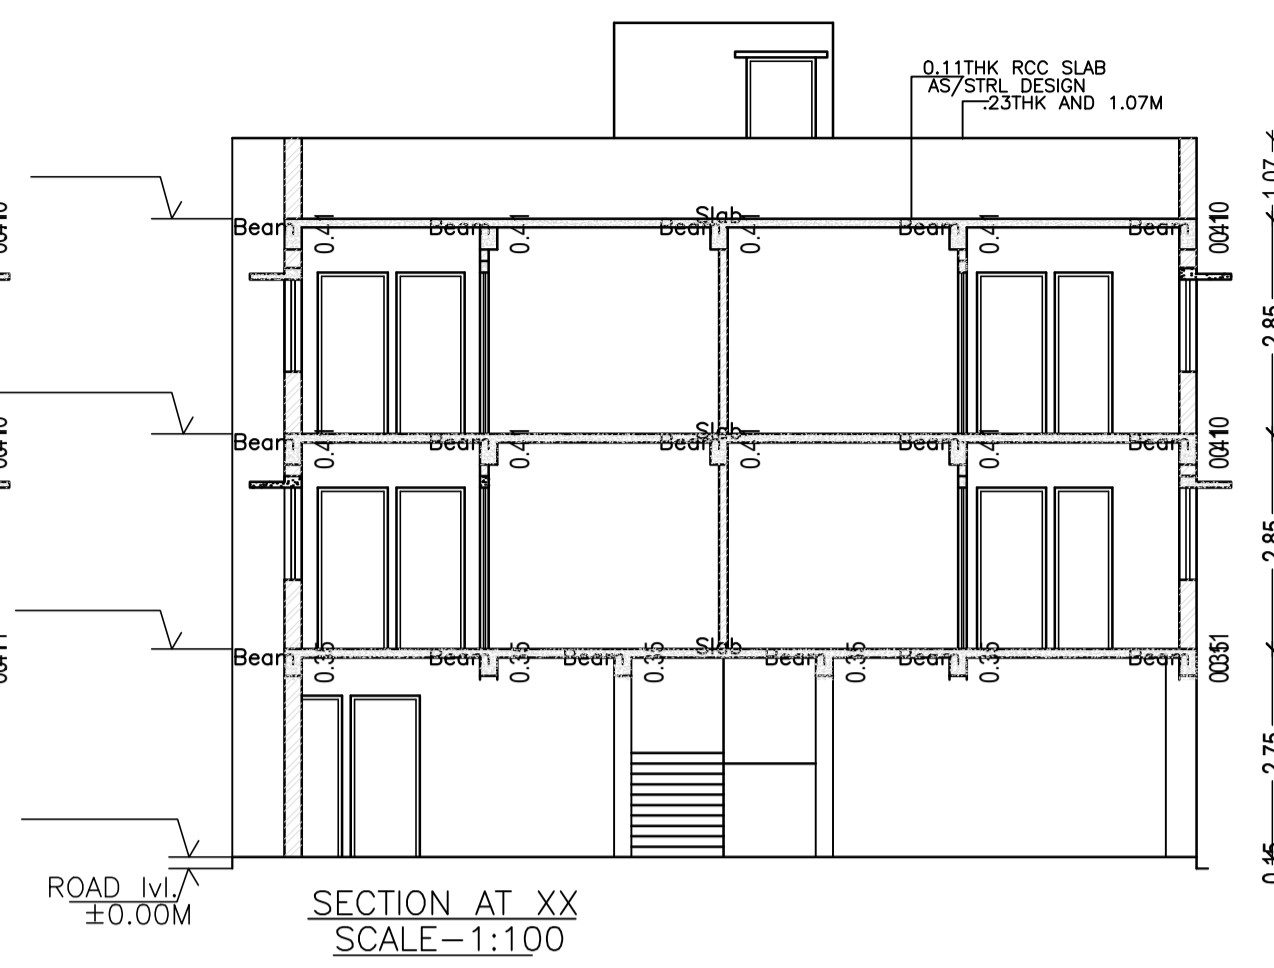 0.11THK RCC SLAB
AS/STRL DESIGN
.23THK AND 1.07M
1.07
Slab
Beam Beam Beam Beam Beam
0.4 0.4 0.4 0.4
2.85
Slab
Beam Beam Beam Beam Beam
0.4 0.4 0.4 0.4
2.85
Slab
Beam Beam Beam Beam Beam Beam Beam
0.35 0.35 0.35 0.35 0.35
2.75
0.15
ROAD lvl.
±0.00M
SECTION AT XX
SCALE-1:100